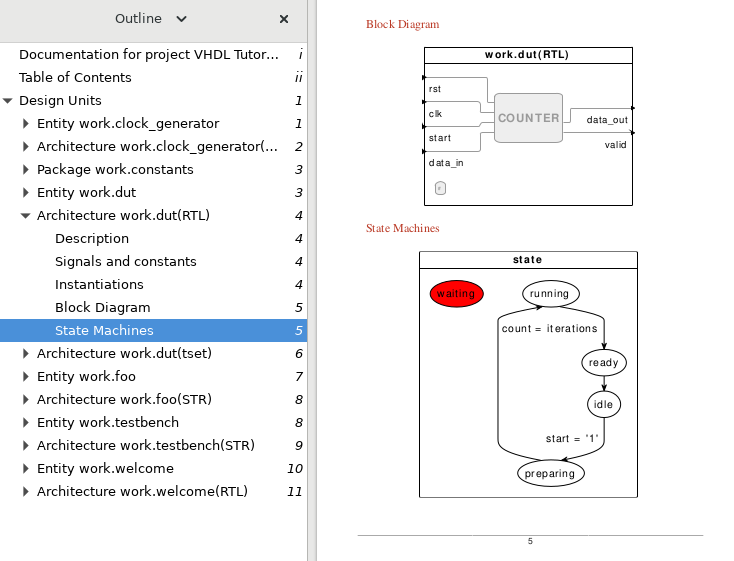 Outline
Documentation for project VHDL Tutor... i
Table of Contents ii
Design Units 1
Entity work.clock_generator 1
Architecture work.clock_generator(... 2
Package work.constants 3
Entity work.dut 3
Architecture work.dut(RTL) 4
Description 4
Signals and constants 4
Instantiations 4
Block Diagram 5
State Machines 5
Architecture work.dut(tset) 6
Entity work.foo 7
Architecture work.foo(STR) 8
Entity work.testbench 8
Architecture work.testbench(STR) 9
Entity work.welcome 10
Architecture work.welcome(RTL) 11
Block Diagram
work.dut(RTL)
rst
clk
start
data_in
COUNTER
data_out
valid
State Machines
state
waiting
running
count = iterations
ready
idle
start = '1'
preparing
5